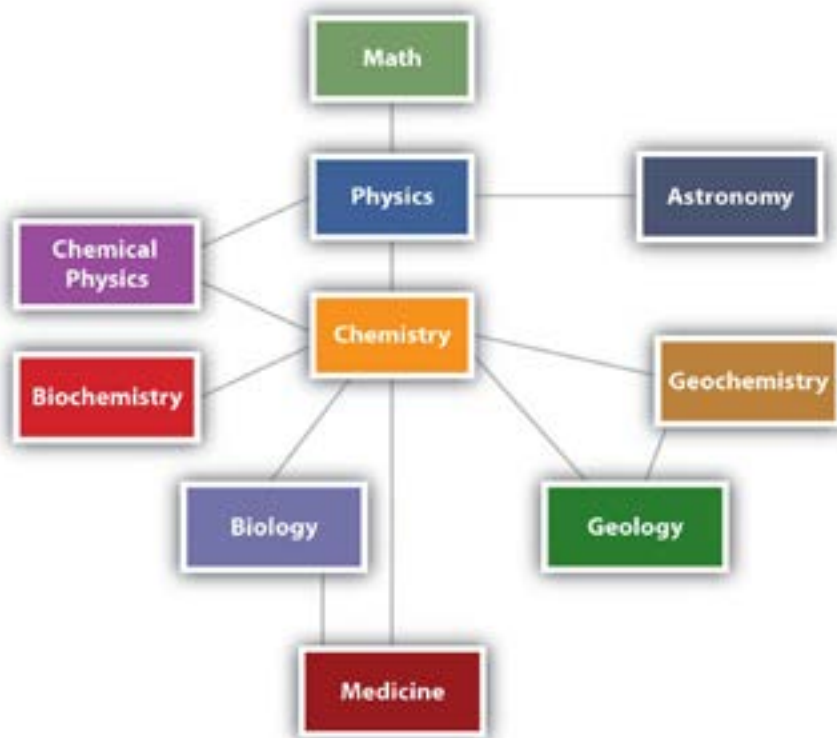 Math
Physics
Astronomy
Chemical
Physics
Chemistry
Biochemistry
Geochemistry
Biology
Geology
Medicine